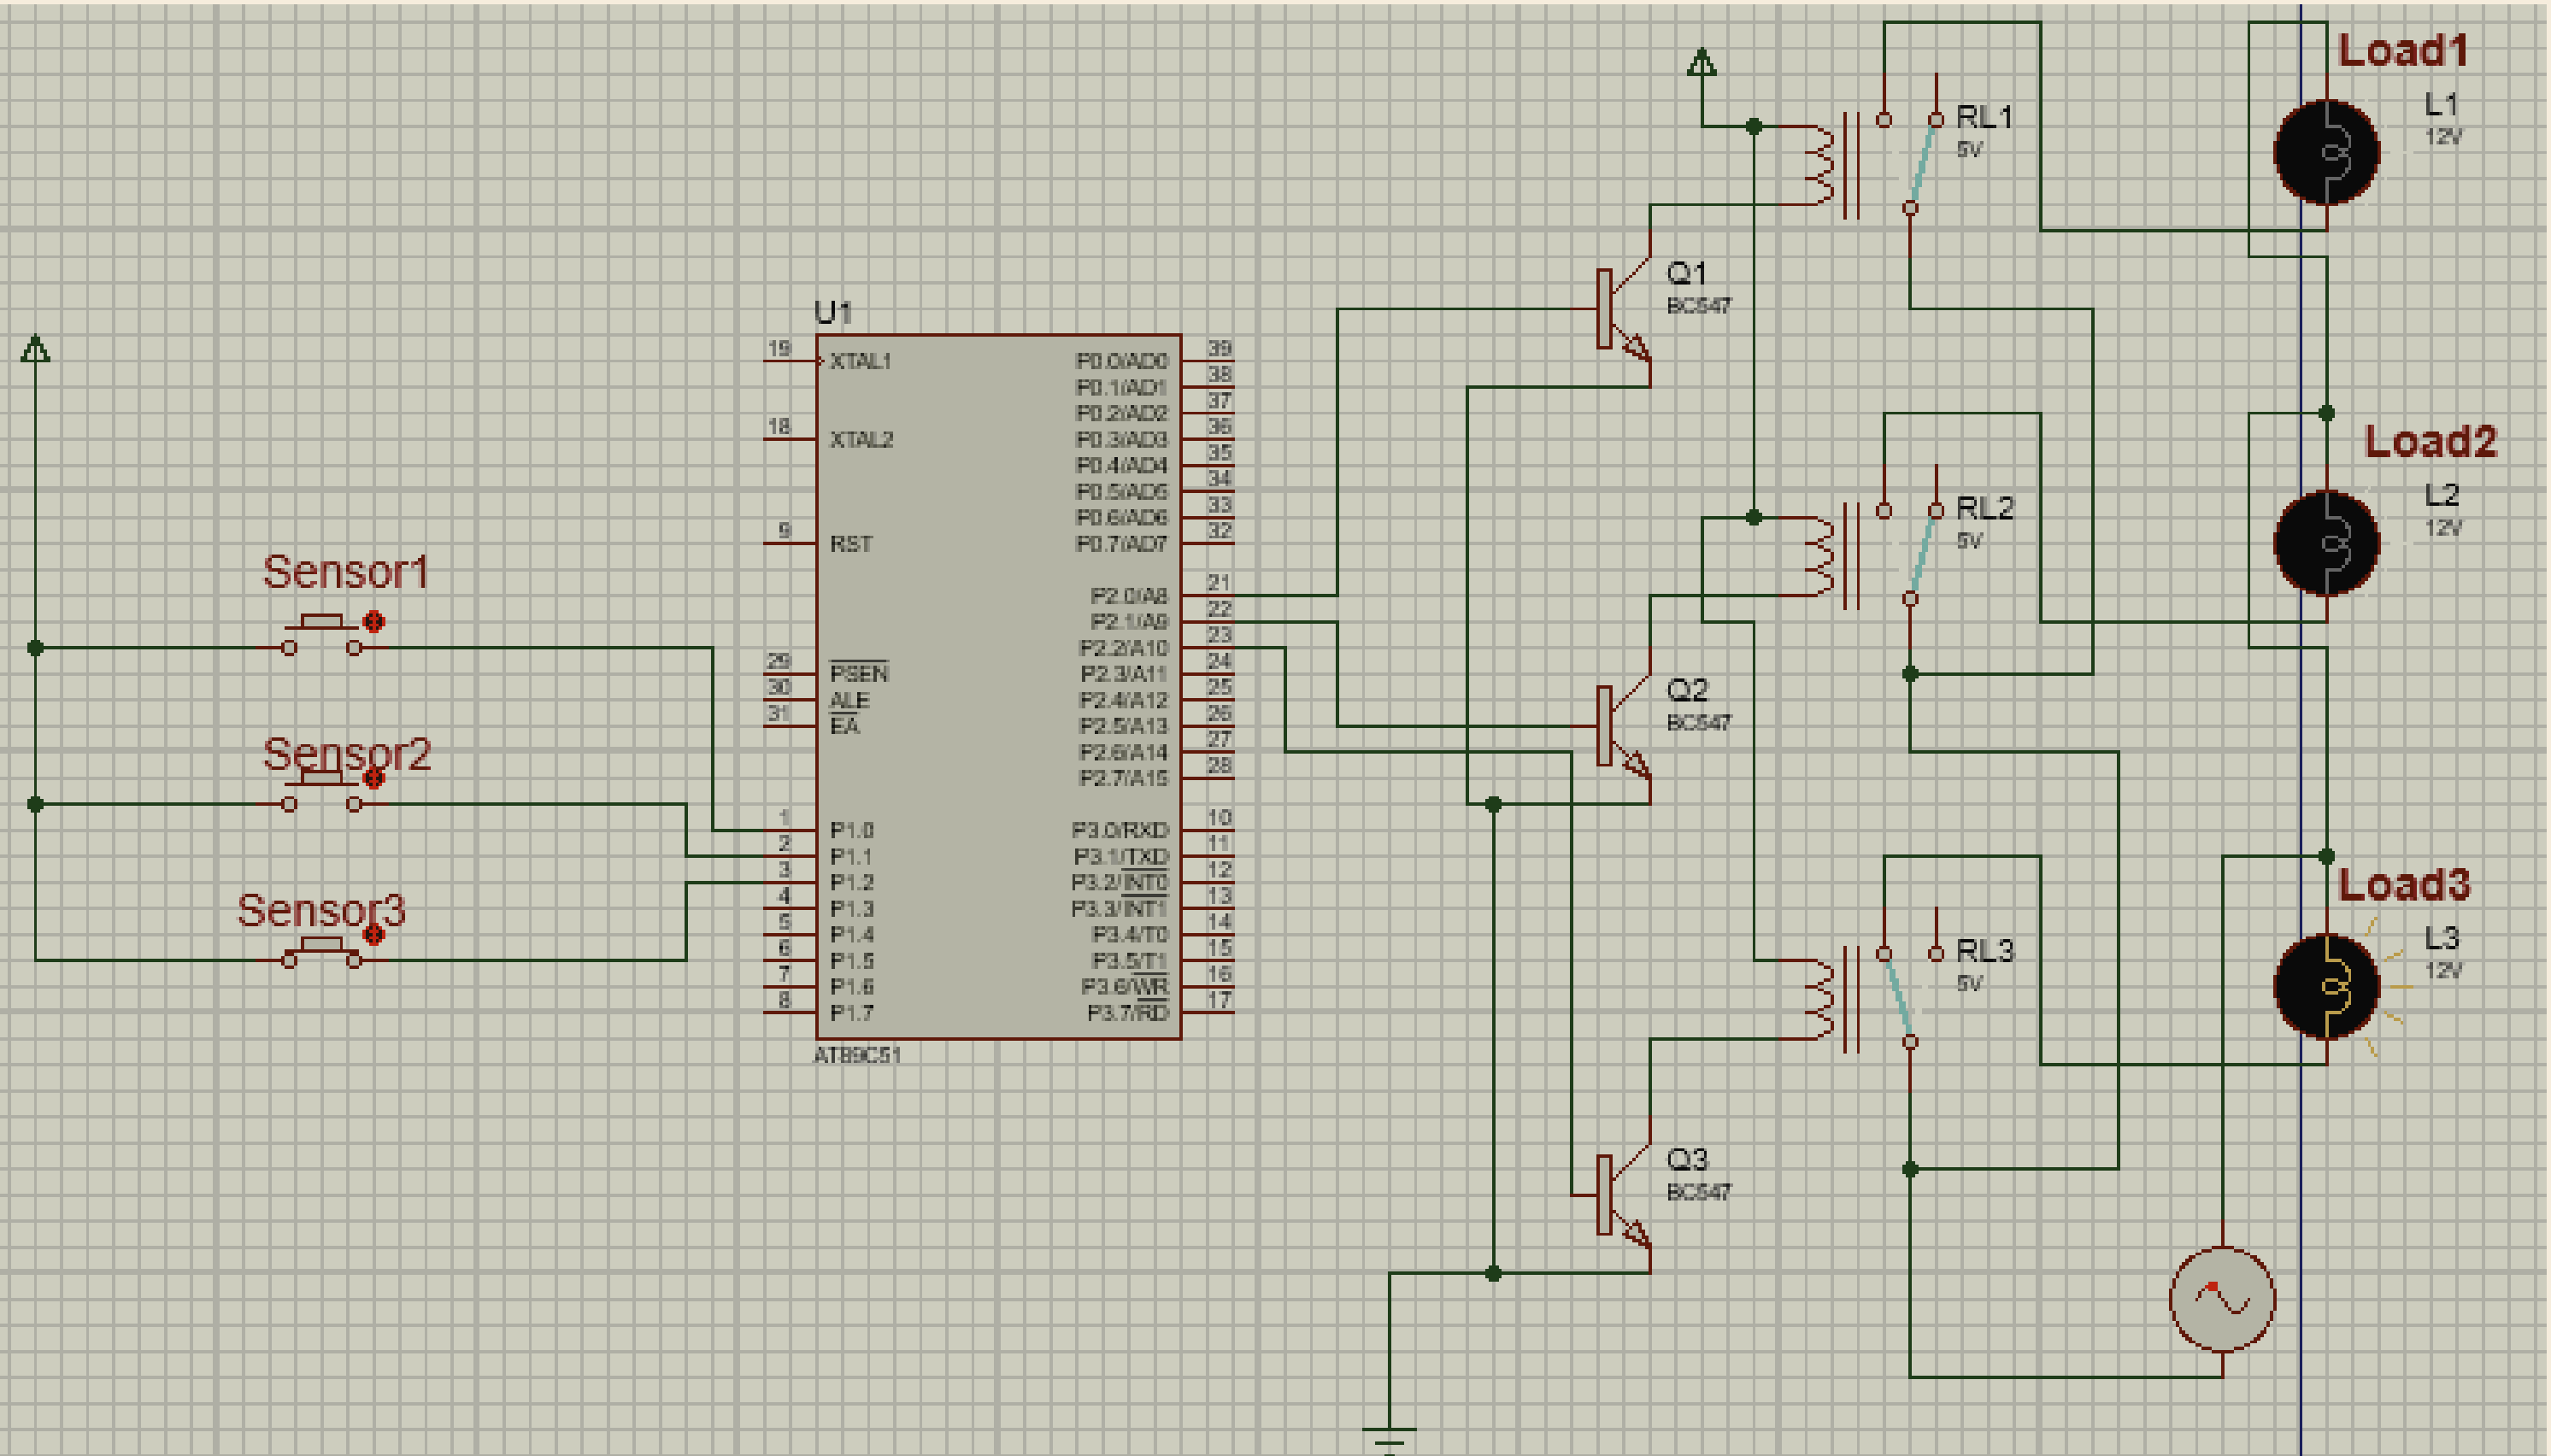 Load1
L1
12V
RL1
5V
Q1
BC547
U1
19
XTAL1
18
XTAL2
9
RST
29
PSEN
30
ALE
31
EA
1
P1.0
2
P1.1
3
P1.2
4
P1.3
5
P1.4
6
P1.5
7
P1.6
8
P1.7
P0.0/AD0
39
P0.1/AD1
38
P0.2/AD2
37
P0.3/AD3
36
P0.4/AD4
35
P0.5/AD5
34
P0.6/AD6
33
P0.7/AD7
32
P2.0/A8
21
P2.1/A9
22
P2.2/A10
23
P2.3/A11
24
P2.4/A12
25
P2.5/A13
26
P2.6/A14
27
P2.7/A15
28
P3.0/RXD
10
P3.1/TXD
11
P3.2/INT0
12
P3.3/INT1
13
P3.4/T0
14
P3.5/T1
15
P3.6/WR
16
P3.7/RD
17
AT89C51
Sensor1
Sensor2
Sensor3
Load2
L2
12V
RL2
5V
Q2
BC547
Load3
L3
12V
RL3
5V
Q3
BC547